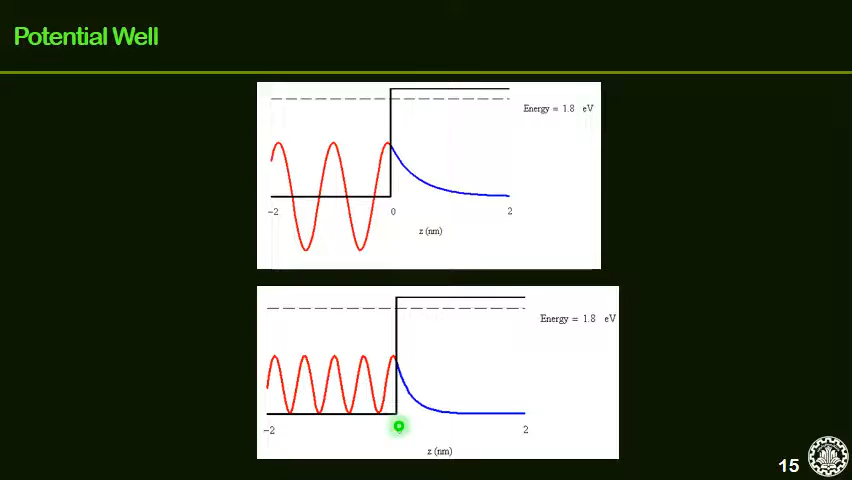 Potential Well
Energy = 1.8 eV
-2 0 2
z (nm)
Energy = 1.8 eV
-2 2
z (nm)
15